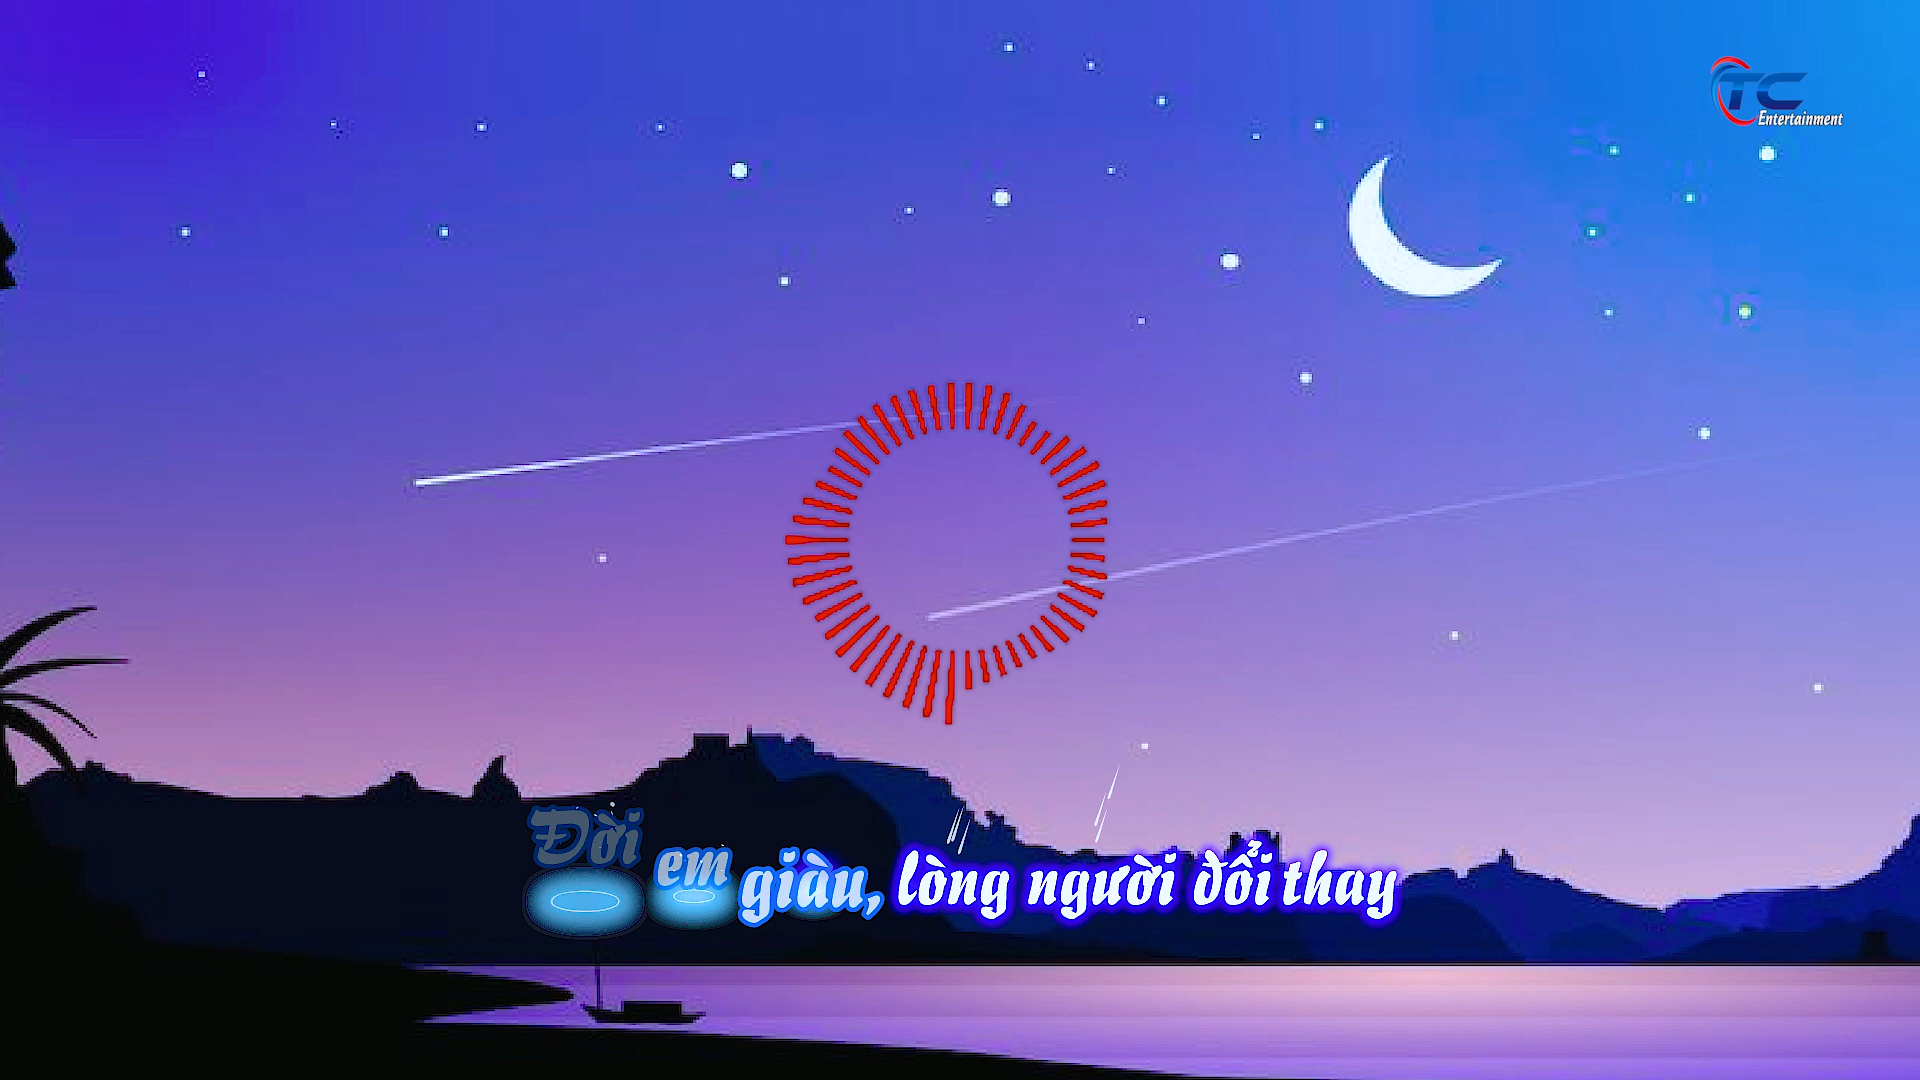 TC
Entertainment
Đời em giàu, lòng người đổi thay